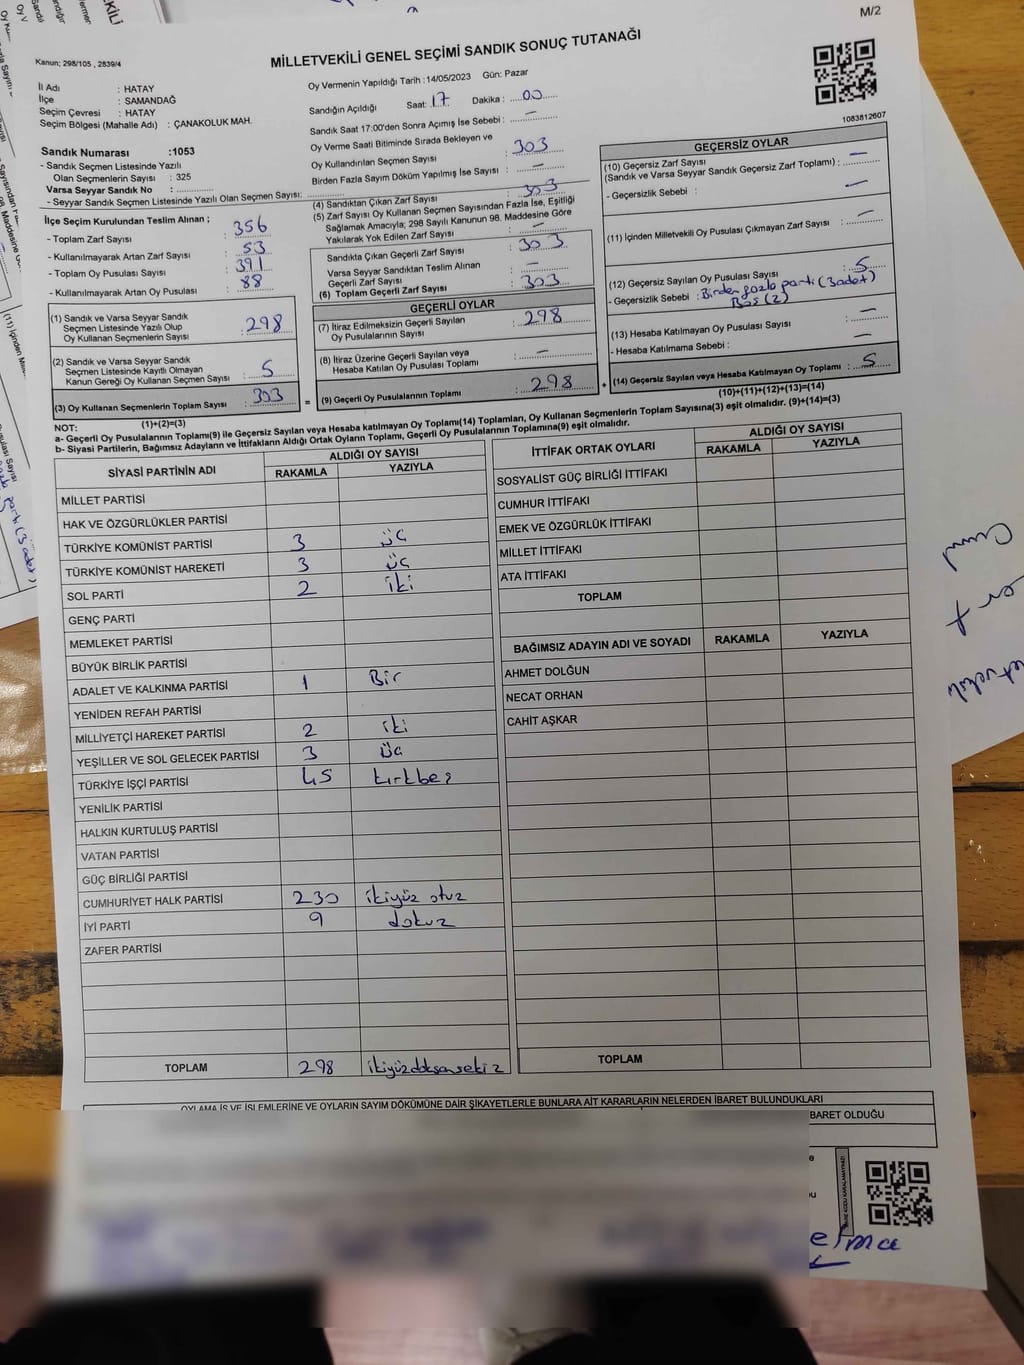 M/2
MİLLETVEKİLİ GENEL SEÇİMİ SANDIK SONUÇ TUTANAĞI
Kanun; 298/105 , 2839/4
İl Adı : HATAY
İlçe : SAMANDAĞ
Seçim Çevresi : HATAY
Seçim Bölgesi (Mahalle Adı) : ÇANAKOLUK MAH.
Oy Vermenin Yapıldığı Tarih : 14/05/2023 Gün: Pazar
Sandığın Açıldığı Saat: 17 Dakika : 00
Sandık Saat 17:00'den Sonra Açımış İse Sebebi : —
Oy Verme Saati Bitiminde Sırada Bekleyen ve
Oy Kullandırılan Seçmen Sayısı : 303
Birden Fazla Sayım Döküm Yapılmış İse Sayısı : —
1083812607
Sandık Numarası :1053
- Sandık Seçmen Listesinde Yazılı
Olan Seçmenlerin Sayısı : 325
Varsa Seyyar Sandık No :
- Seyyar Sandık Seçmen Listesinde Yazılı Olan Seçmen Sayısı:
İlçe Seçim Kurulundan Teslim Alınan ;
- Toplam Zarf Sayısı : 356
- Kullanılmayarak Artan Zarf Sayısı : 53
- Toplam Oy Pusulası Sayısı : 391
- Kullanılmayarak Artan Oy Pusulası : 88
(1) Sandık ve Varsa Seyyar Sandık
Seçmen Listesinde Yazılı Olup
Oy Kullanan Seçmenlerin Sayısı : 298
(2) Sandık ve Varsa Seyyar Sandık
Seçmen Listesinde Kayıtlı Olmayan
Kanun Gereği Oy Kullanan Seçmen Sayısı : 5
(3) Oy Kullanan Seçmenlerin Toplam Sayısı : 303
(1)+(2)=(3)
(4) Sandıktan Çıkan Zarf Sayısı : 303
(5) Zarf Sayısı Oy Kullanan Seçmen Sayısından Fazla İse, Eşitliği
Sağlamak Amacıyla; 298 Sayılı Kanunun 98. Maddesine Göre
Yakılarak Yok Edilen Zarf Sayısı : —
Sandıkta Çıkan Geçerli Zarf Sayısı : 303
Varsa Seyyar Sandıktan Teslim Alınan
Geçerli Zarf Sayısı : —
(6) Toplam Geçerli Zarf Sayısı : 303
GEÇERLİ OYLAR
(7) İtiraz Edilmeksizin Geçerli Sayılan
Oy Pusulalarının Sayısı : 298
(8) İtiraz Üzerine Geçerli Sayılan veya
Hesaba Katılan Oy Pusulası Toplamı : —
= (9) Geçerli Oy Pusulalarının Toplamı : 298 +
GEÇERSİZ OYLAR
(10) Geçersiz Zarf Sayısı
(Sandık ve Varsa Seyyar Sandık Geçersiz Zarf Toplamı) : —
- Geçersizlik Sebebi : —
(11) İçinden Milletvekili Oy Pusulası Çıkmayan Zarf Sayısı : —
(12) Geçersiz Sayılan Oy Pusulası Sayısı : 5
- Geçersizlik Sebebi : Birden fazla parti (3 adet)
Boş (2)
(13) Hesaba Katılmayan Oy Pusulası Sayısı : —
- Hesaba Katılmama Sebebi : —
(14) Geçersiz Sayılan veya Hesaba Katılmayan Oy Toplamı : 5
(10)+(11)+(12)+(13)=(14)
NOT:
a- Geçerli Oy Pusulalarının Toplamı(9) ile Geçersiz Sayılan veya Hesaba katılmayan Oy Toplamı(14) Toplamları, Oy Kullanan Seçmenlerin Toplam Sayısına(3) eşit olmalıdır. (9)+(14)=(3)
b- Siyasi Partilerin, Bağımsız Adayların ve İttifakların Aldığı Ortak Oyların Toplamı, Geçerli Oy Pusulalarının Toplamına(9) eşit olmalıdır.
SİYASİ PARTİNİN ADI ALDIĞI OY SAYISI
RAKAMLA YAZIYLA
MİLLET PARTİSİ
HAK VE ÖZGÜRLÜKLER PARTİSİ
TÜRKİYE KOMÜNİST PARTİSİ 3 üç
TÜRKİYE KOMÜNİST HAREKETİ 3 üç
SOL PARTİ 2 iki
GENÇ PARTİ
MEMLEKET PARTİSİ
BÜYÜK BİRLİK PARTİSİ
ADALET VE KALKINMA PARTİSİ 1 Bir
YENİDEN REFAH PARTİSİ
MİLLİYETÇİ HAREKET PARTİSİ 2 iki
YEŞİLLER VE SOL GELECEK PARTİSİ 3 üç
TÜRKİYE İŞÇİ PARTİSİ 45 kırkbeş
YENİLİK PARTİSİ
HALKIN KURTULUŞ PARTİSİ
VATAN PARTİSİ
GÜÇ BİRLİĞİ PARTİSİ
CUMHURİYET HALK PARTİSİ 230 ikiyüz otuz
İYİ PARTİ 9 dokuz
ZAFER PARTİSİ
TOPLAM 298 ikiyüzdoksansekiz
İTTİFAK ORTAK OYLARI ALDIĞI OY SAYISI
RAKAMLA YAZIYLA
SOSYALİST GÜÇ BİRLİĞİ İTTİFAKI
CUMHUR İTTİFAKI
EMEK VE ÖZGÜRLÜK İTTİFAKI
MİLLET İTTİFAKI
ATA İTTİFAKI
TOPLAM
BAĞIMSIZ ADAYIN ADI VE SOYADI RAKAMLA YAZIYLA
AHMET DOLĞUN
NECAT ORHAN
CAHİT AŞKAR
TOPLAM
OYLAMA İŞ VE İŞLEMLERİNE VE OYLARIN SAYIM DÖKÜMÜNE DAİR ŞİKAYETLERLE BUNLARA AİT KARARLARIN NELERDEN İBARET BULUNDUKLARI
BARET OLDUĞU